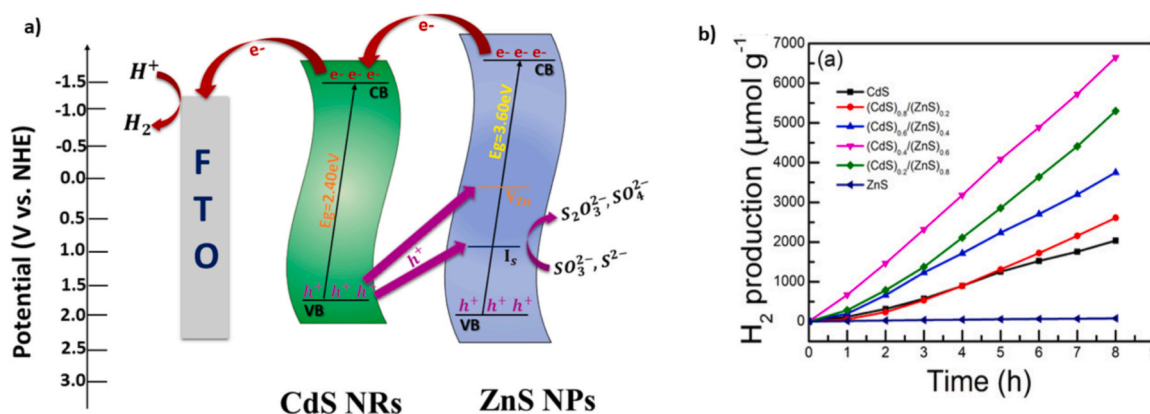 a)
e-
e-
H⁺
H₂
Potential (V vs. NHE)
-1.5
-1.0
-0.5
0.0
0.5
1.0
1.5
2.0
2.5
3.0
F
T
O
e- e- e-
CB
Eg=2.40eV
h⁺ h⁺ h⁺
VB
h⁺
e- e- e-
CB
Eg=3.60eV
V_Zn
I_S
h⁺ h⁺ h⁺
VB
S₂O₃²⁻, SO₄²⁻
SO₃²⁻, S²⁻
CdS NRs
ZnS NPs
b)
(a)
H₂ production (µmol g⁻¹)
7000
6000
5000
4000
3000
2000
1000
0
CdS
(CdS)₀.₈/(ZnS)₀.₂
(CdS)₀.₆/(ZnS)₀.₄
(CdS)₀.₄/(ZnS)₀.₆
(CdS)₀.₂/(ZnS)₀.₈
ZnS
0 1 2 3 4 5 6 7 8
Time (h)